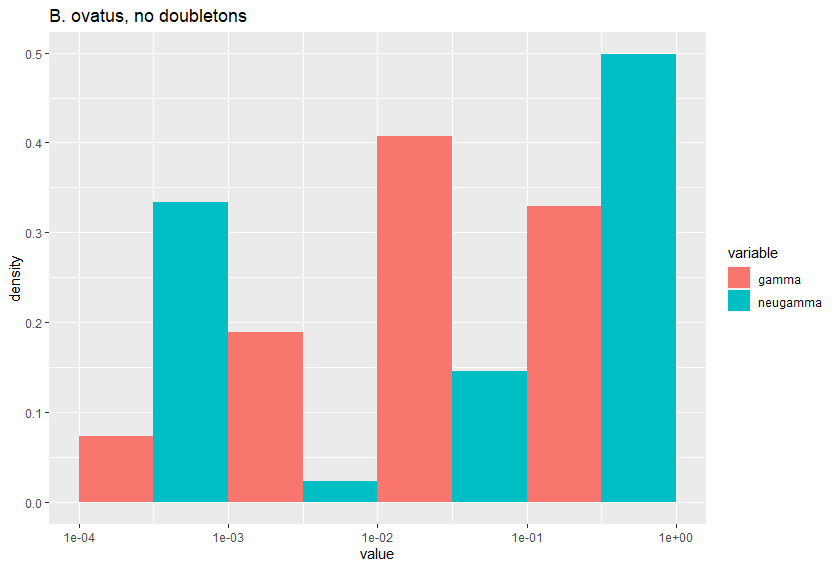 B. ovatus, no doubletons
density
0.5
0.4
0.3
0.2
0.1
0.0
1e-04 1e-03 1e-02 1e-01 1e+00
value
variable
gamma
neugamma